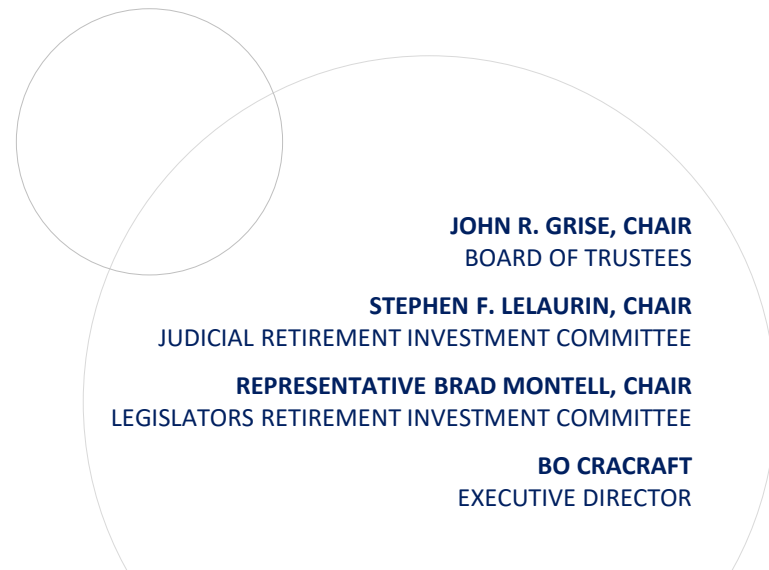 JOHN R. GRISE, CHAIR
BOARD OF TRUSTEES
STEPHEN F. LELAURIN, CHAIR
JUDICIAL RETIREMENT INVESTMENT COMMITTEE
REPRESENTATIVE BRAD MONTELL, CHAIR
LEGISLATORS RETIREMENT INVESTMENT COMMITTEE
BO CRACRAFT
EXECUTIVE DIRECTOR